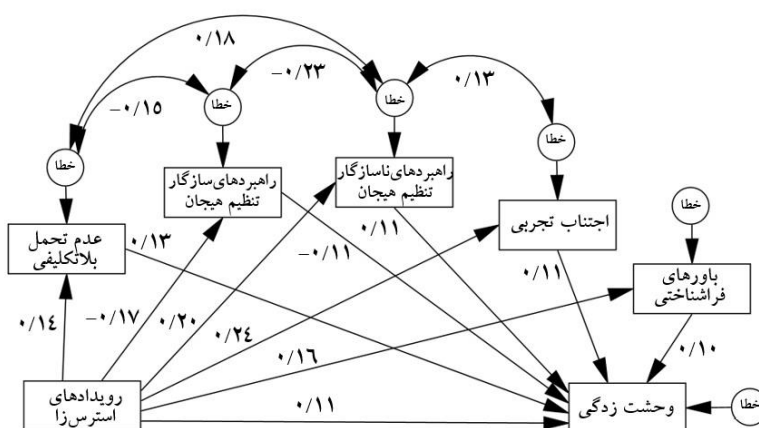 ۰/۱۸
−۰/۲۳
۰/۱۳
−۰/۱۵
خطا
خطا
خطا
خطا
راهبردهای ناسازگار
تنظیم هیجان
راهبردهای سازگار
تنظیم هیجان
اجتناب تجربی
خطا
عدم تحمل
بلاتکلیفی
۰/۱۳
−۰/۱۱
۰/۱۱
۰/۱۱
باورهای
فراشناختی
۰/۱۴
−۰/۱۷
۰/۲۰
۰/۲۴
۰/۱۶
۰/۱۰
رویدادهای
استرس‌زا
۰/۱۱
وحشت زدگی
خطا